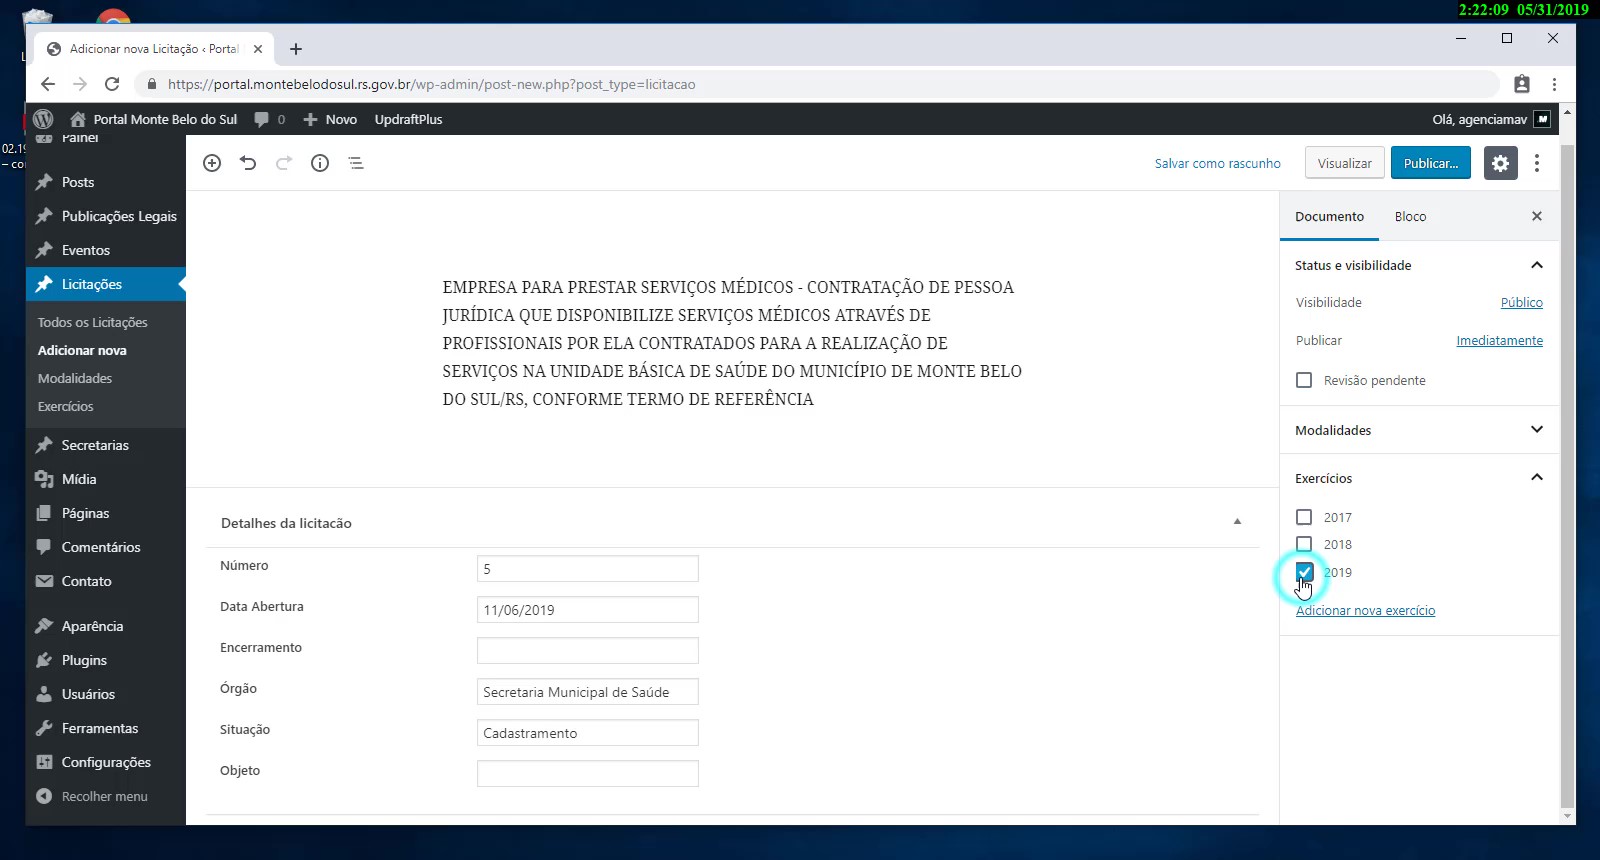 2:22:09 05/31/2019
Adicionar nova Licitação ‹ Portal
https://portal.montebelodosul.rs.gov.br/wp-admin/post-new.php?post_type=licitacao
Portal Monte Belo do Sul
0
Novo
UpdraftPlus
Olá, agenciamav
02.19
– co
Painel
Posts
Publicações Legais
Eventos
Licitações
Todos os Licitações
Adicionar nova
Modalidades
Exercícios
Secretarias
Mídia
Páginas
Comentários
Contato
Aparência
Plugins
Usuários
Ferramentas
Configurações
Recolher menu
Salvar como rascunho
Visualizar
Publicar...
EMPRESA PARA PRESTAR SERVIÇOS MÉDICOS - CONTRATAÇÃO DE PESSOA
JURÍDICA QUE DISPONIBILIZE SERVIÇOS MÉDICOS ATRAVÉS DE
PROFISSIONAIS POR ELA CONTRATADOS PARA A REALIZAÇÃO DE
SERVIÇOS NA UNIDADE BÁSICA DE SAÚDE DO MUNICÍPIO DE MONTE BELO
DO SUL/RS, CONFORME TERMO DE REFERÊNCIA
Detalhes da licitacão
Número
5
Data Abertura
11/06/2019
Encerramento
Órgão
Secretaria Municipal de Saúde
Situação
Cadastramento
Objeto
Documento
Bloco
Status e visibilidade
Visibilidade
Público
Publicar
Imediatamente
Revisão pendente
Modalidades
Exercícios
2017
2018
2019
Adicionar nova exercício